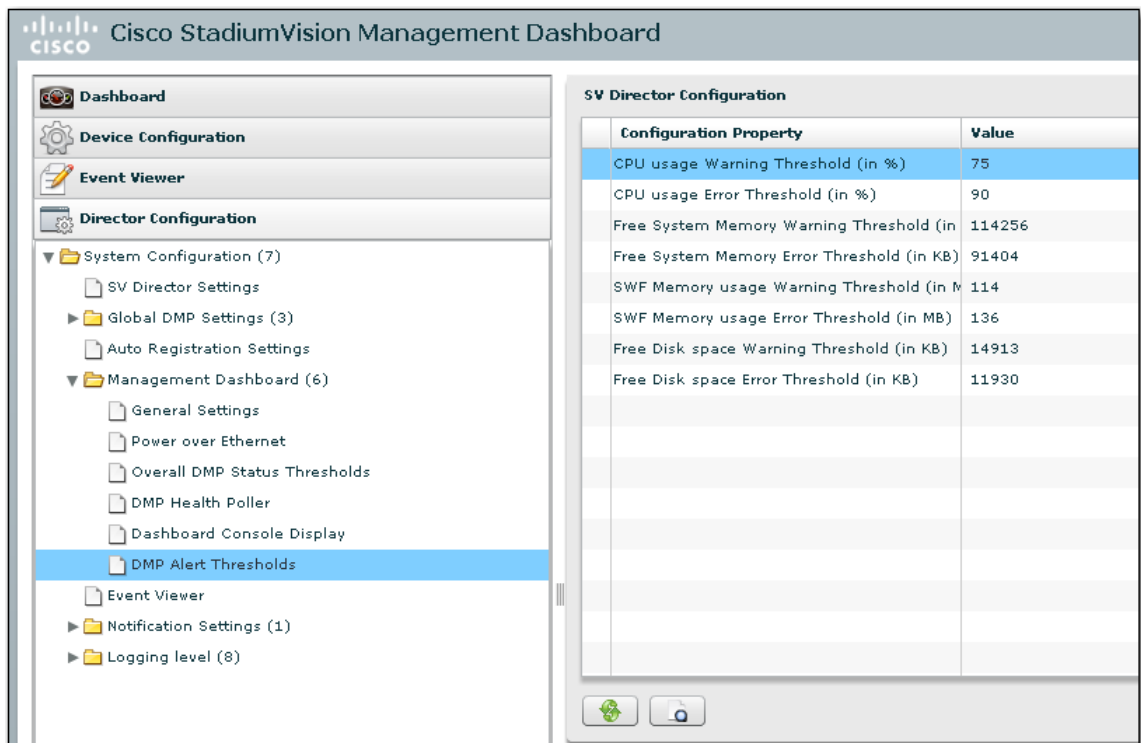 CISCO
Cisco StadiumVision Management Dashboard
Dashboard
Device Configuration
Event Viewer
Director Configuration
System Configuration (7)
SV Director Settings
Global DMP Settings (3)
Auto Registration Settings
Management Dashboard (6)
General Settings
Power over Ethernet
Overall DMP Status Thresholds
DMP Health Poller
Dashboard Console Display
DMP Alert Thresholds
Event Viewer
Notification Settings (1)
Logging level (8)
SV Director Configuration
Configuration Property Value
CPU usage Warning Threshold (in %) 75
CPU usage Error Threshold (in %) 90
Free System Memory Warning Threshold (in 114256
Free System Memory Error Threshold (in KB) 91404
SWF Memory usage Warning Threshold (in M 114
SWF Memory usage Error Threshold (in MB) 136
Free Disk space Warning Threshold (in KB) 14913
Free Disk space Error Threshold (in KB) 11930